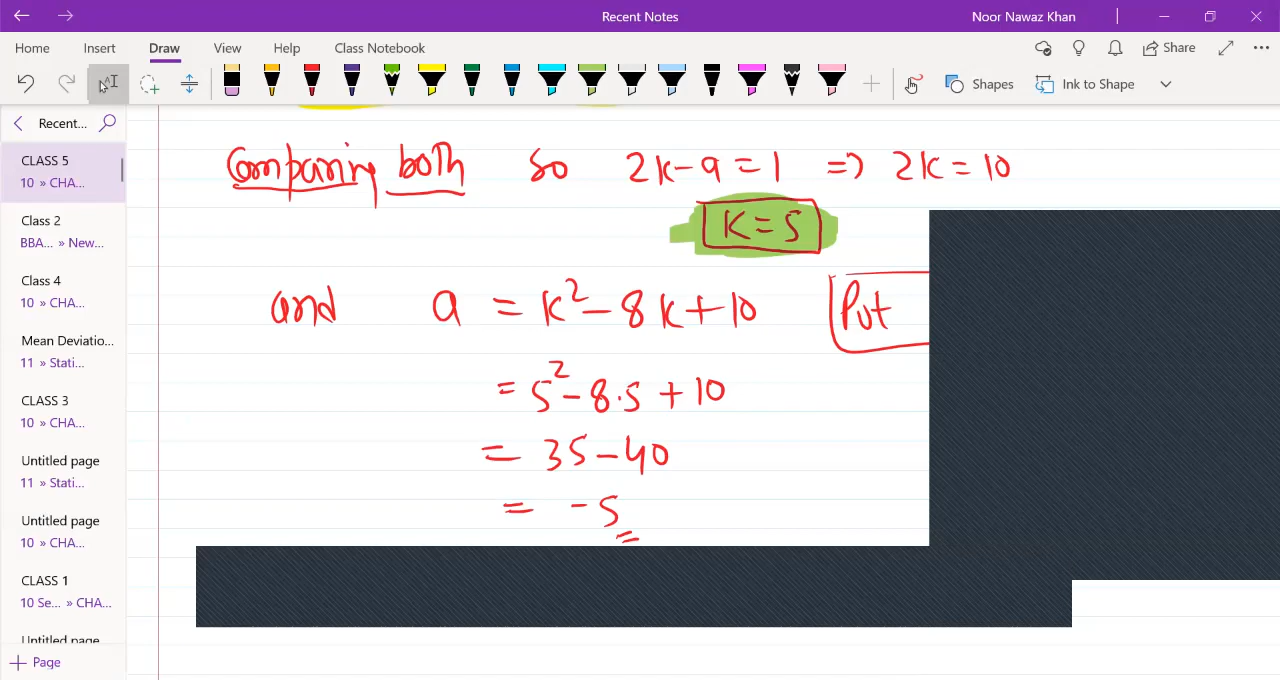 Recent Notes
Noor Nawaz Khan
Home Insert Draw View Help Class Notebook
Share
Shapes
Ink to Shape
Recent...
CLASS 5
10 » CHA...
Class 2
BBA... » New...
Class 4
10 » CHA...
Mean Deviatio...
11 » Stati...
CLASS 3
10 » CHA...
Untitled page
11 » Stati...
Untitled page
10 » CHA...
CLASS 1
10 Se... » CHA...
Untitled page
+ Page
Comparing both so 2k-9=1 => 2k=10
k=5
and a = k²-8k+10 Put
= 5²-8.5+10
= 35-40
= -5